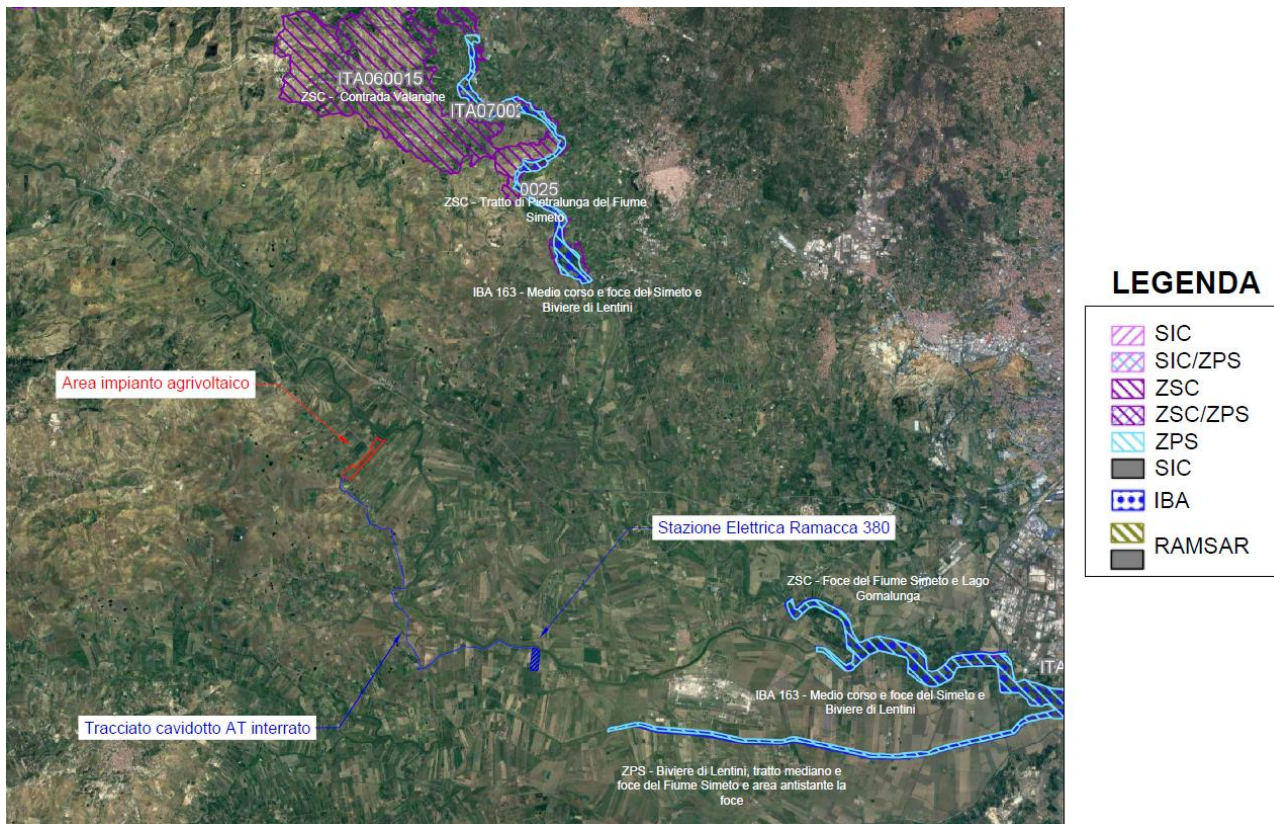 ITA060015
ZSC - Contrada Valanghe
ITA07002
0025
ZSC - Tratto di Pietralunga del Fiume
Simeto
IBA 163 - Medio corso e foce del Simeto e
Biviere di Lentini
Area impianto agrivoltaico
Stazione Elettrica Ramacca 380
ZSC - Foce del Fiume Simeto e Lago
Gornalunga
ITA
IBA 163 - Medio corso e foce del Simeto e
Biviere di Lentini
Tracciato cavidotto AT interrato
ZPS - Biviere di Lentini, tratto mediano e
foce del Fiume Simeto e area antistante la
foce
LEGENDA
SIC
SIC/ZPS
ZSC
ZSC/ZPS
ZPS
SIC
IBA
RAMSAR